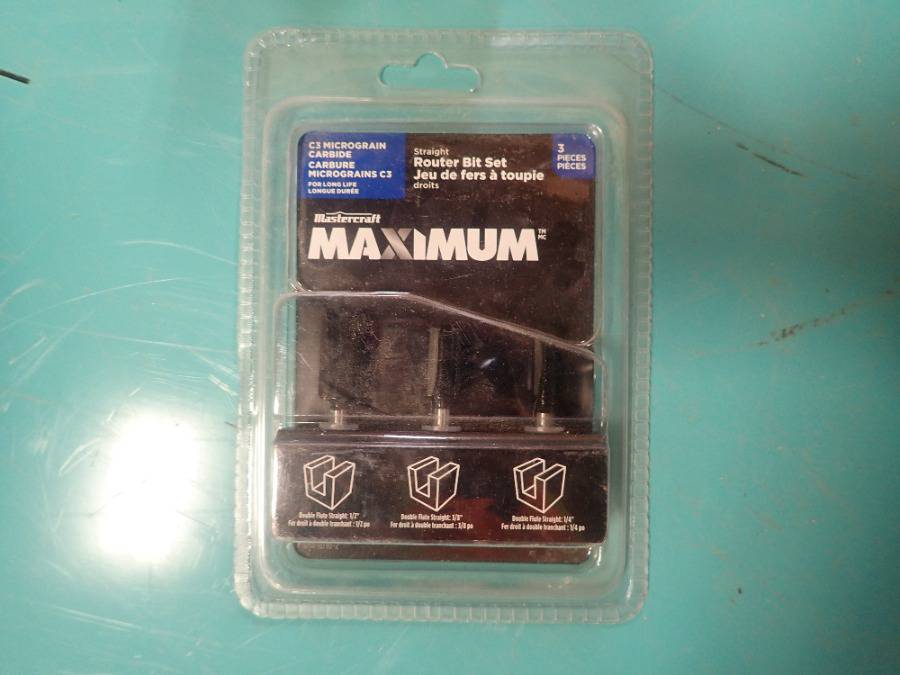 C3 MICROGRAIN
CARBIDE
CARBURE
MICROGRAINS C3
FOR LONG LIFE
LONGUE DURÉE
Straight
Router Bit Set
Jeu de fers à toupie
droits
3
PIECES
PIÈCES
Mastercraft
MAXIMUM
TM
MC
Double Flute Straight: 1/2"
Fer droit à double tranchant : 1/2 po
Double Flute Straight: 3/8"
Fer droit à double tranchant : 3/8 po
Double Flute Straight: 1/4"
Fer droit à double tranchant : 1/4 po